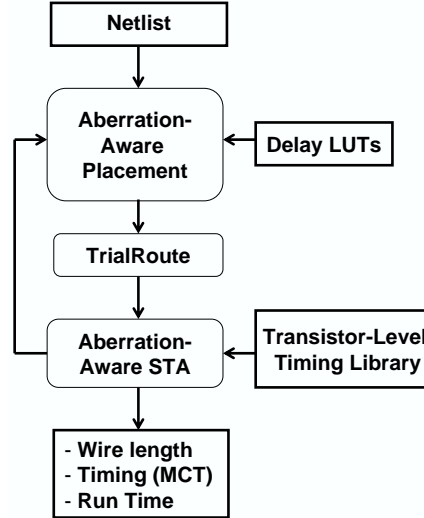 Netlist
Aberration-
Aware
Placement
Delay LUTs
TrialRoute
Aberration-
Aware STA
Transistor-Level
Timing Library
- Wire length
- Timing (MCT)
- Run Time